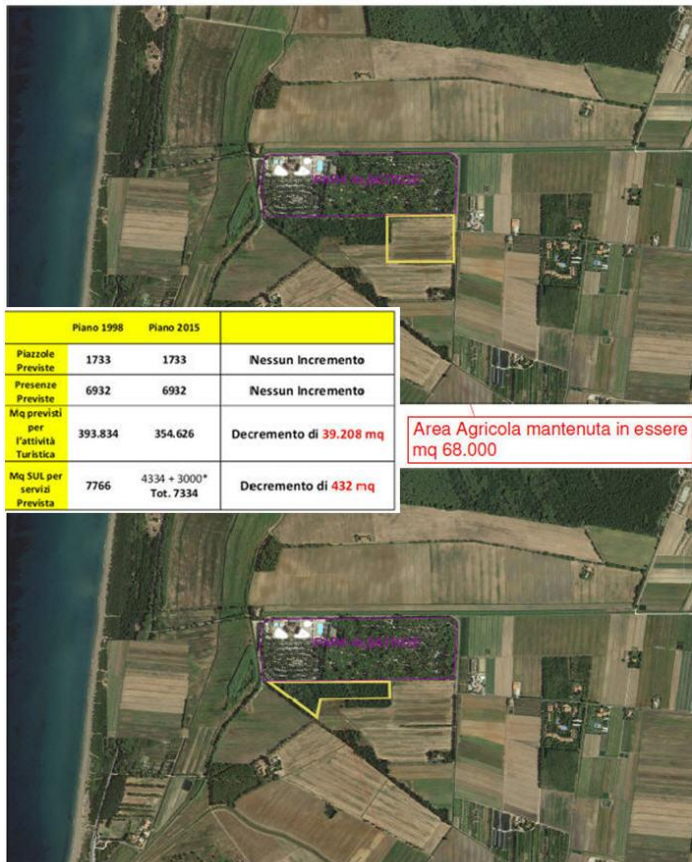 Piano 1998 Piano 2015
Piazzole
Previste
1733 1733 Nessun Incremento
Presenze
Previste
6932 6932 Nessun Incremento
Mq previsti
per
l'attività
Turistica
393.834 354.626 Decremento di 39.208 mq
Mq SUL per
servizi
Prevista
7766 4334 + 3000*
Tot. 7334
Decremento di 432 mq
Area Agricola mantenuta in essere
mq 68.000